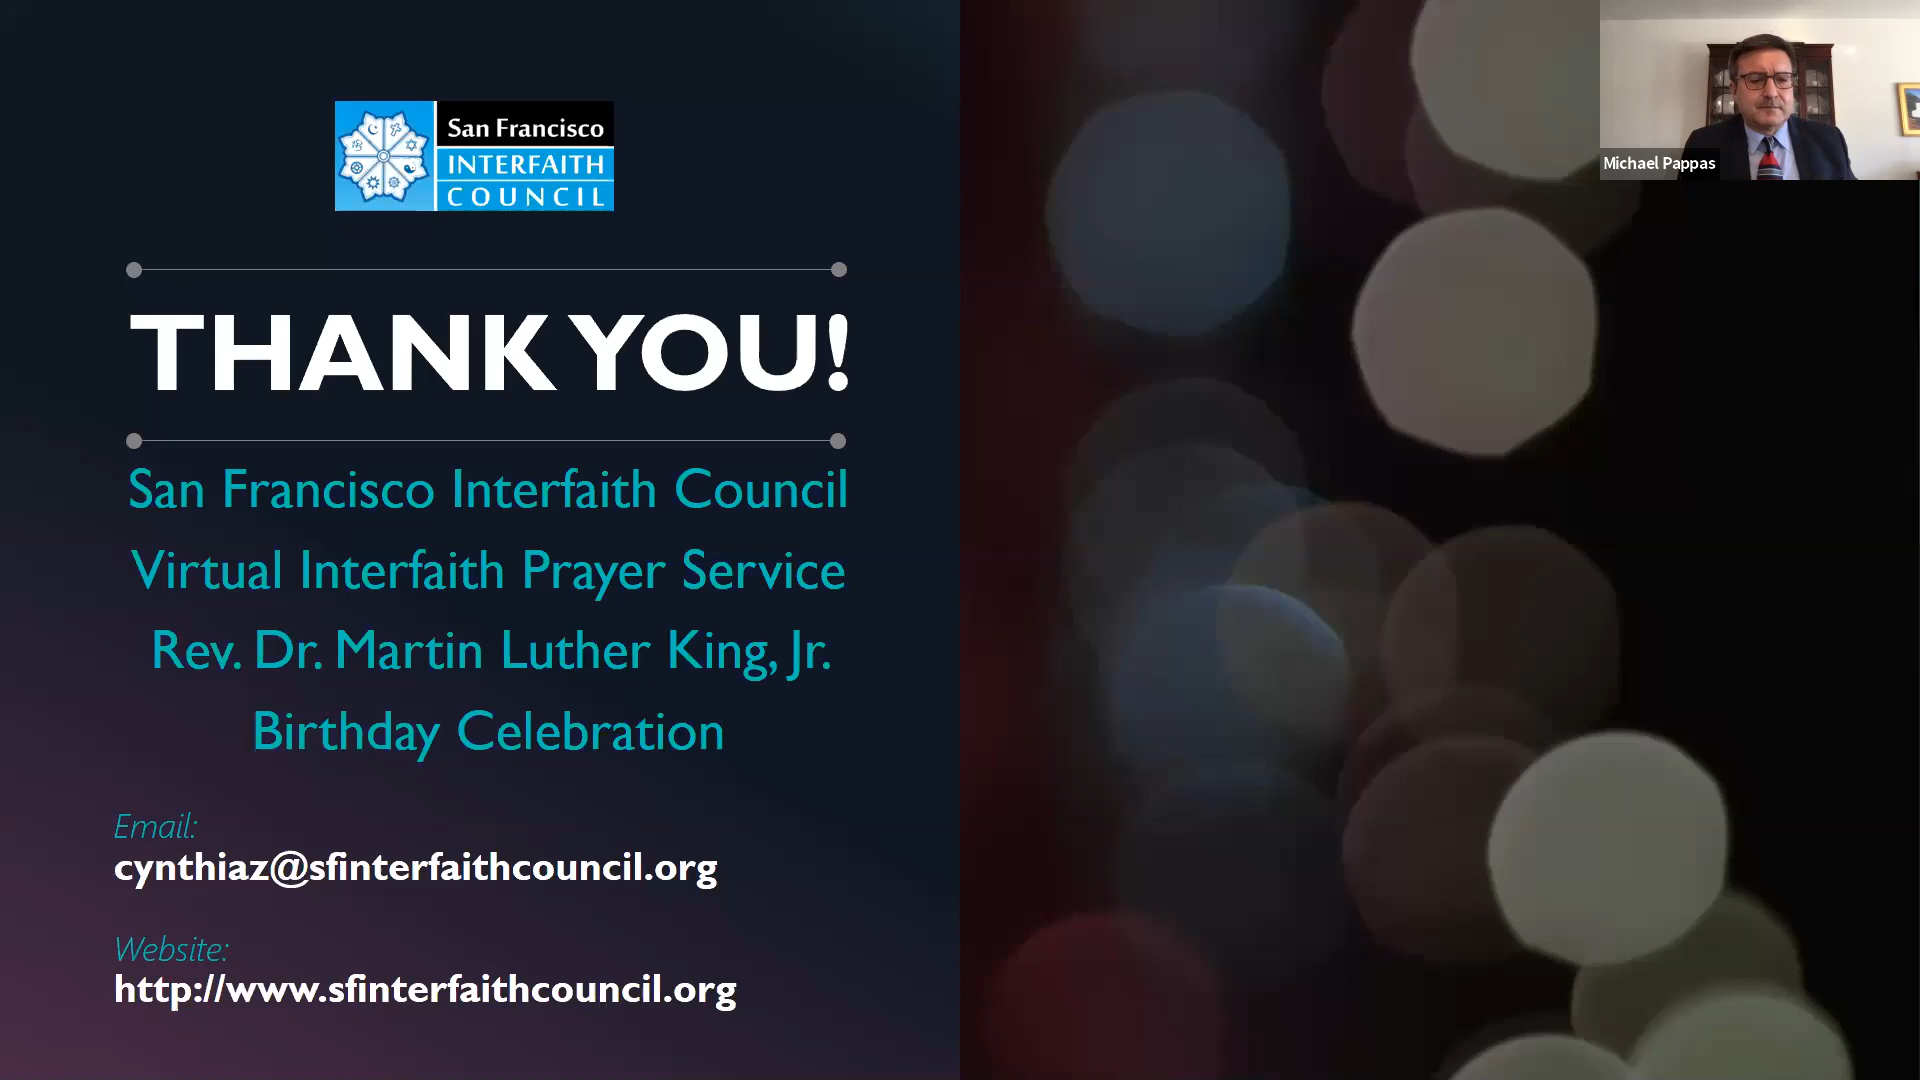 San Francisco
INTERFAITH
COUNCIL
Michael Pappas
THANK YOU!
San Francisco Interfaith Council
Virtual Interfaith Prayer Service
Rev. Dr. Martin Luther King, Jr.
Birthday Celebration
Email:
cynthiaz@sfinterfaithcouncil.org
Website:
http://www.sfinterfaithcouncil.org